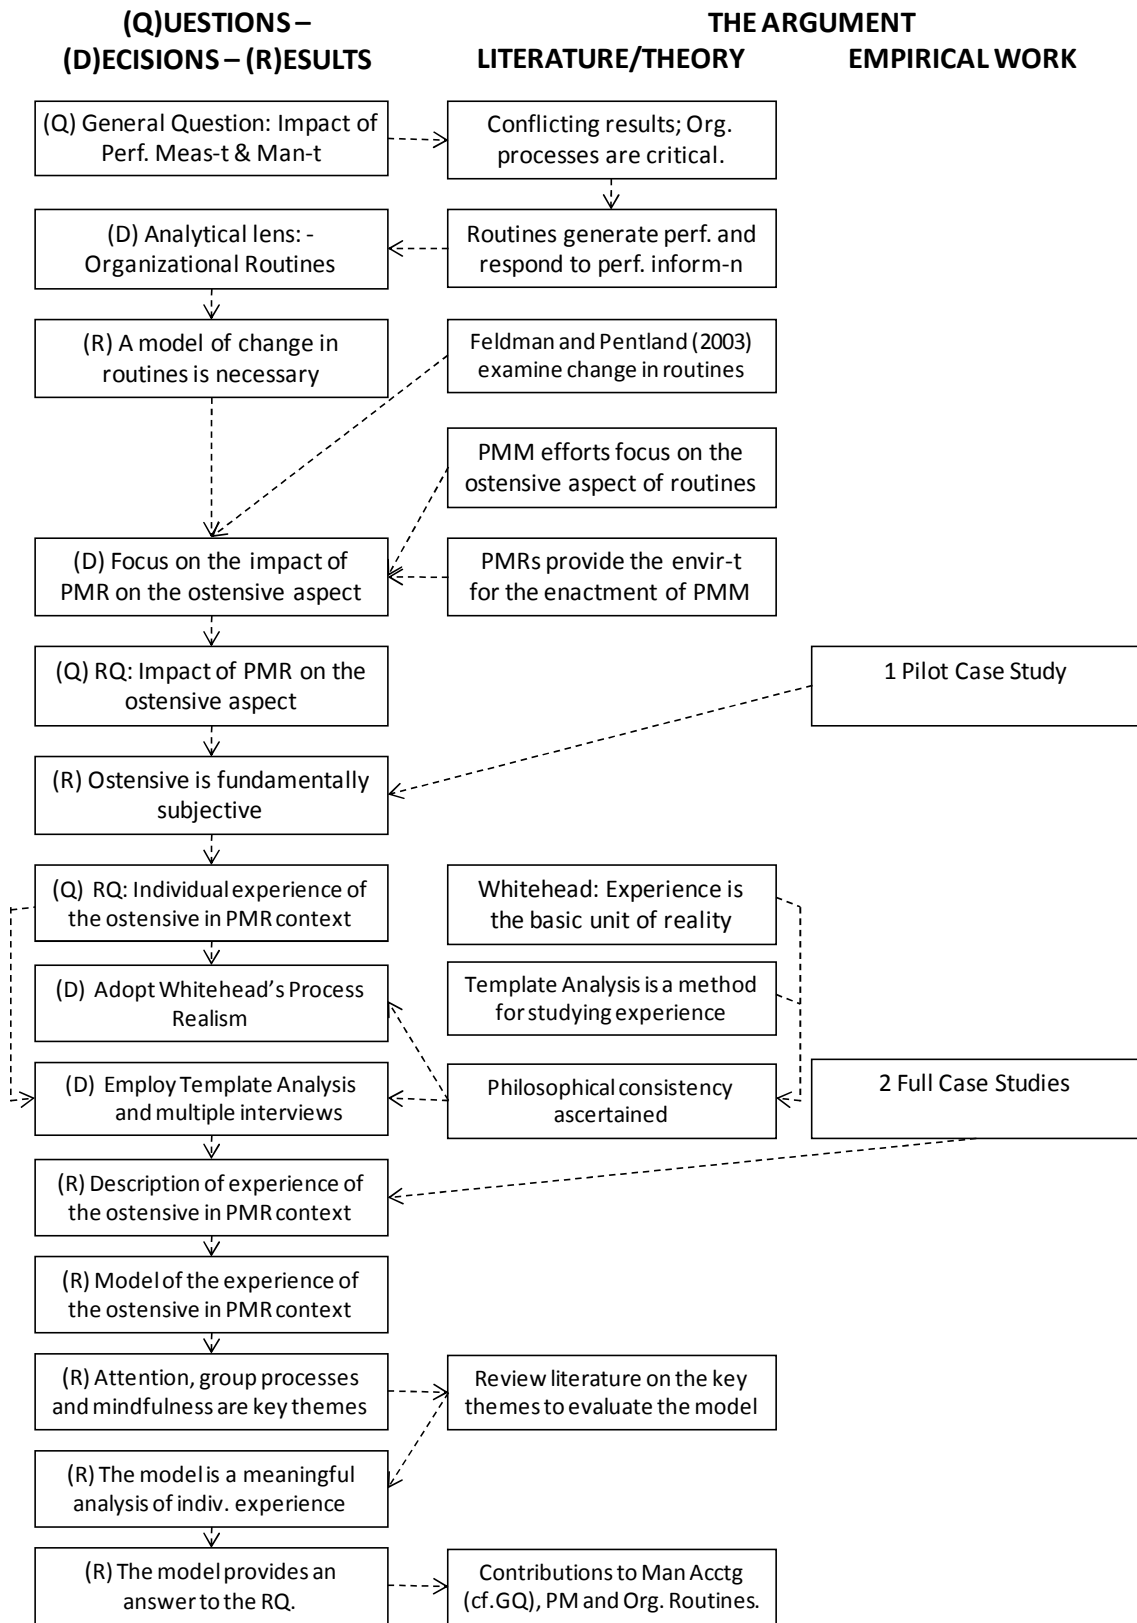 (Q)UESTIONS –
(D)ECISIONS – (R)ESULTS
THE ARGUMENT
LITERATURE/THEORY
EMPIRICAL WORK
(Q) General Question: Impact of
Perf. Meas-t & Man-t
Conflicting results; Org.
processes are critical.
(D) Analytical lens: -
Organizational Routines
Routines generate perf. and
respond to perf. inform-n
(R) A model of change in
routines is necessary
Feldman and Pentland (2003)
examine change in routines
PMM efforts focus on the
ostensive aspect of routines
(D) Focus on the impact of
PMR on the ostensive aspect
PMRs provide the envir-t
for the enactment of PMM
(Q) RQ: Impact of PMR on the
ostensive aspect
1 Pilot Case Study
(R) Ostensive is fundamentally
subjective
(Q) RQ: Individual experience of
the ostensive in PMR context
Whitehead: Experience is
the basic unit of reality
(D) Adopt Whitehead's Process
Realism
Template Analysis is a method
for studying experience
(D) Employ Template Analysis
and multiple interviews
Philosophical consistency
ascertained
2 Full Case Studies
(R) Description of experience of
the ostensive in PMR context
(R) Model of the experience of
the ostensive in PMR context
(R) Attention, group processes
and mindfulness are key themes
Review literature on the key
themes to evaluate the model
(R) The model is a meaningful
analysis of indiv. experience
(R) The model provides an
answer to the RQ.
Contributions to Man Acctg
(cf.GQ), PM and Org. Routines.